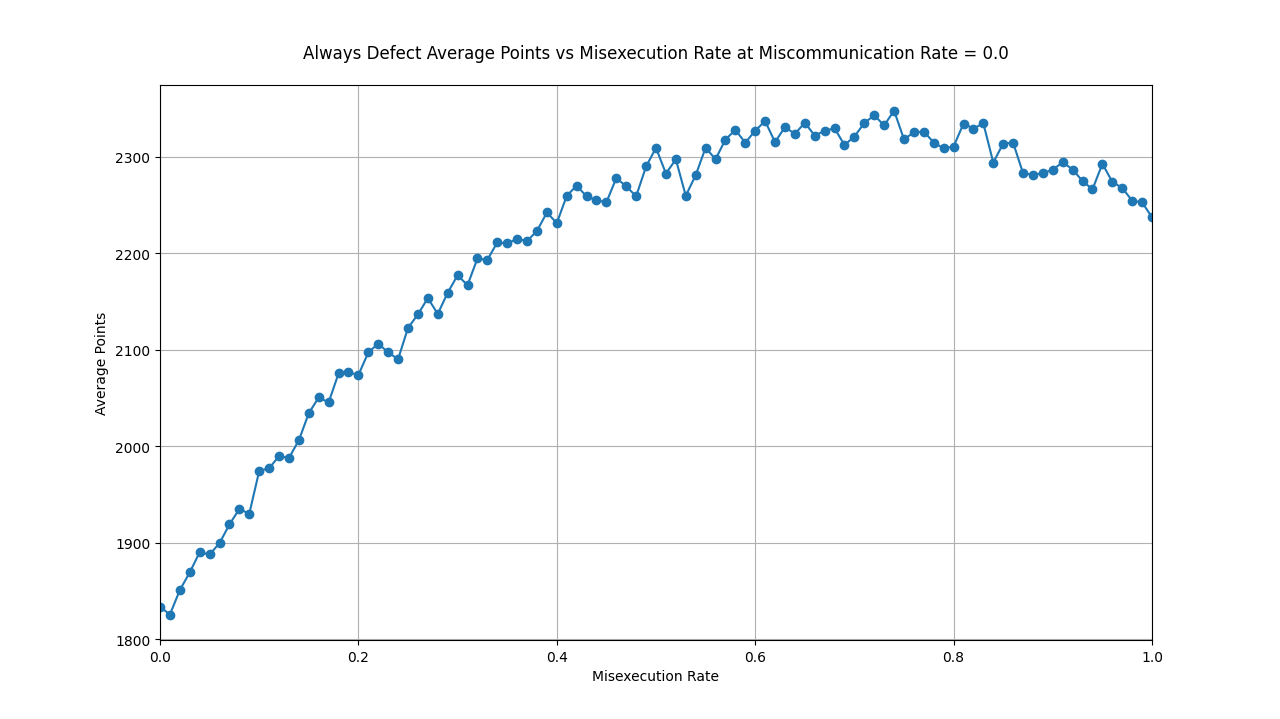 Always Defect Average Points vs Misexecution Rate at Miscommunication Rate = 0.0
Average Points
2300
2200
2100
2000
1900
1800
0.0 0.2 0.4 0.6 0.8 1.0
Misexecution Rate